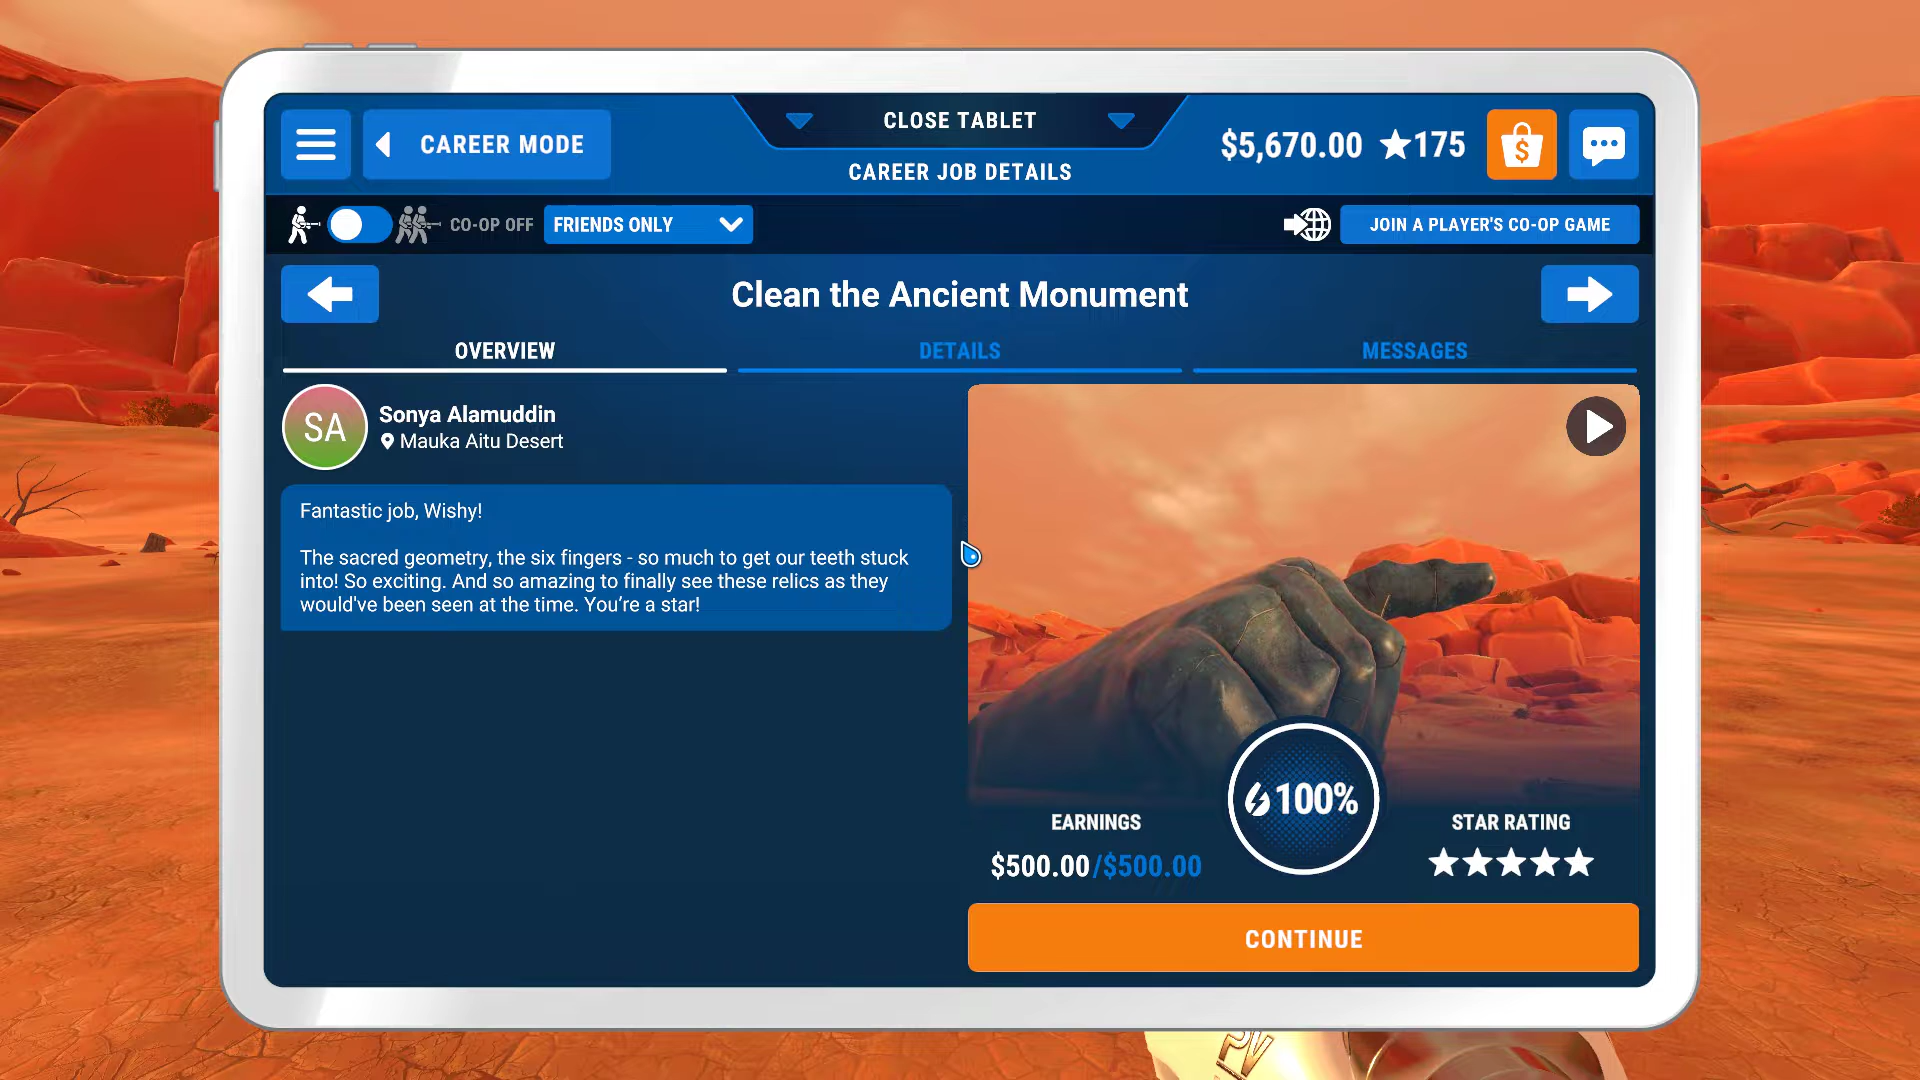 CLOSE TABLET
CAREER MODE
$5,670.00 ★175
CAREER JOB DETAILS
CO-OP OFF
FRIENDS ONLY
JOIN A PLAYER'S CO-OP GAME
Clean the Ancient Monument
OVERVIEW
DETAILS
MESSAGES
SA
Sonya Alamuddin
Mauka Aitu Desert
Fantastic job, Wishy!
The sacred geometry, the six fingers - so much to get our teeth stuck
into! So exciting. And so amazing to finally see these relics as they
would've been seen at the time. You're a star!
100%
EARNINGS
$500.00/$500.00
STAR RATING
★★★★★
CONTINUE
PW